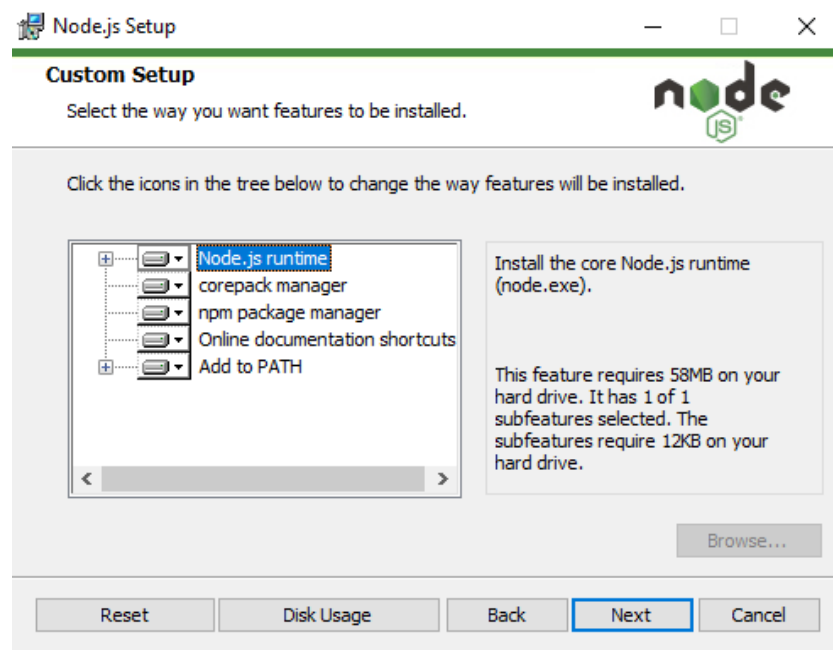 Node.js Setup
Custom Setup
Select the way you want features to be installed.
node
JS
Click the icons in the tree below to change the way features will be installed.
Node.js runtime
corepack manager
npm package manager
Online documentation shortcuts
Add to PATH
Install the core Node.js runtime
(node.exe).
This feature requires 58MB on your
hard drive. It has 1 of 1
subfeatures selected. The
subfeatures require 12KB on your
hard drive.
Browse...
Reset
Disk Usage
Back
Next
Cancel